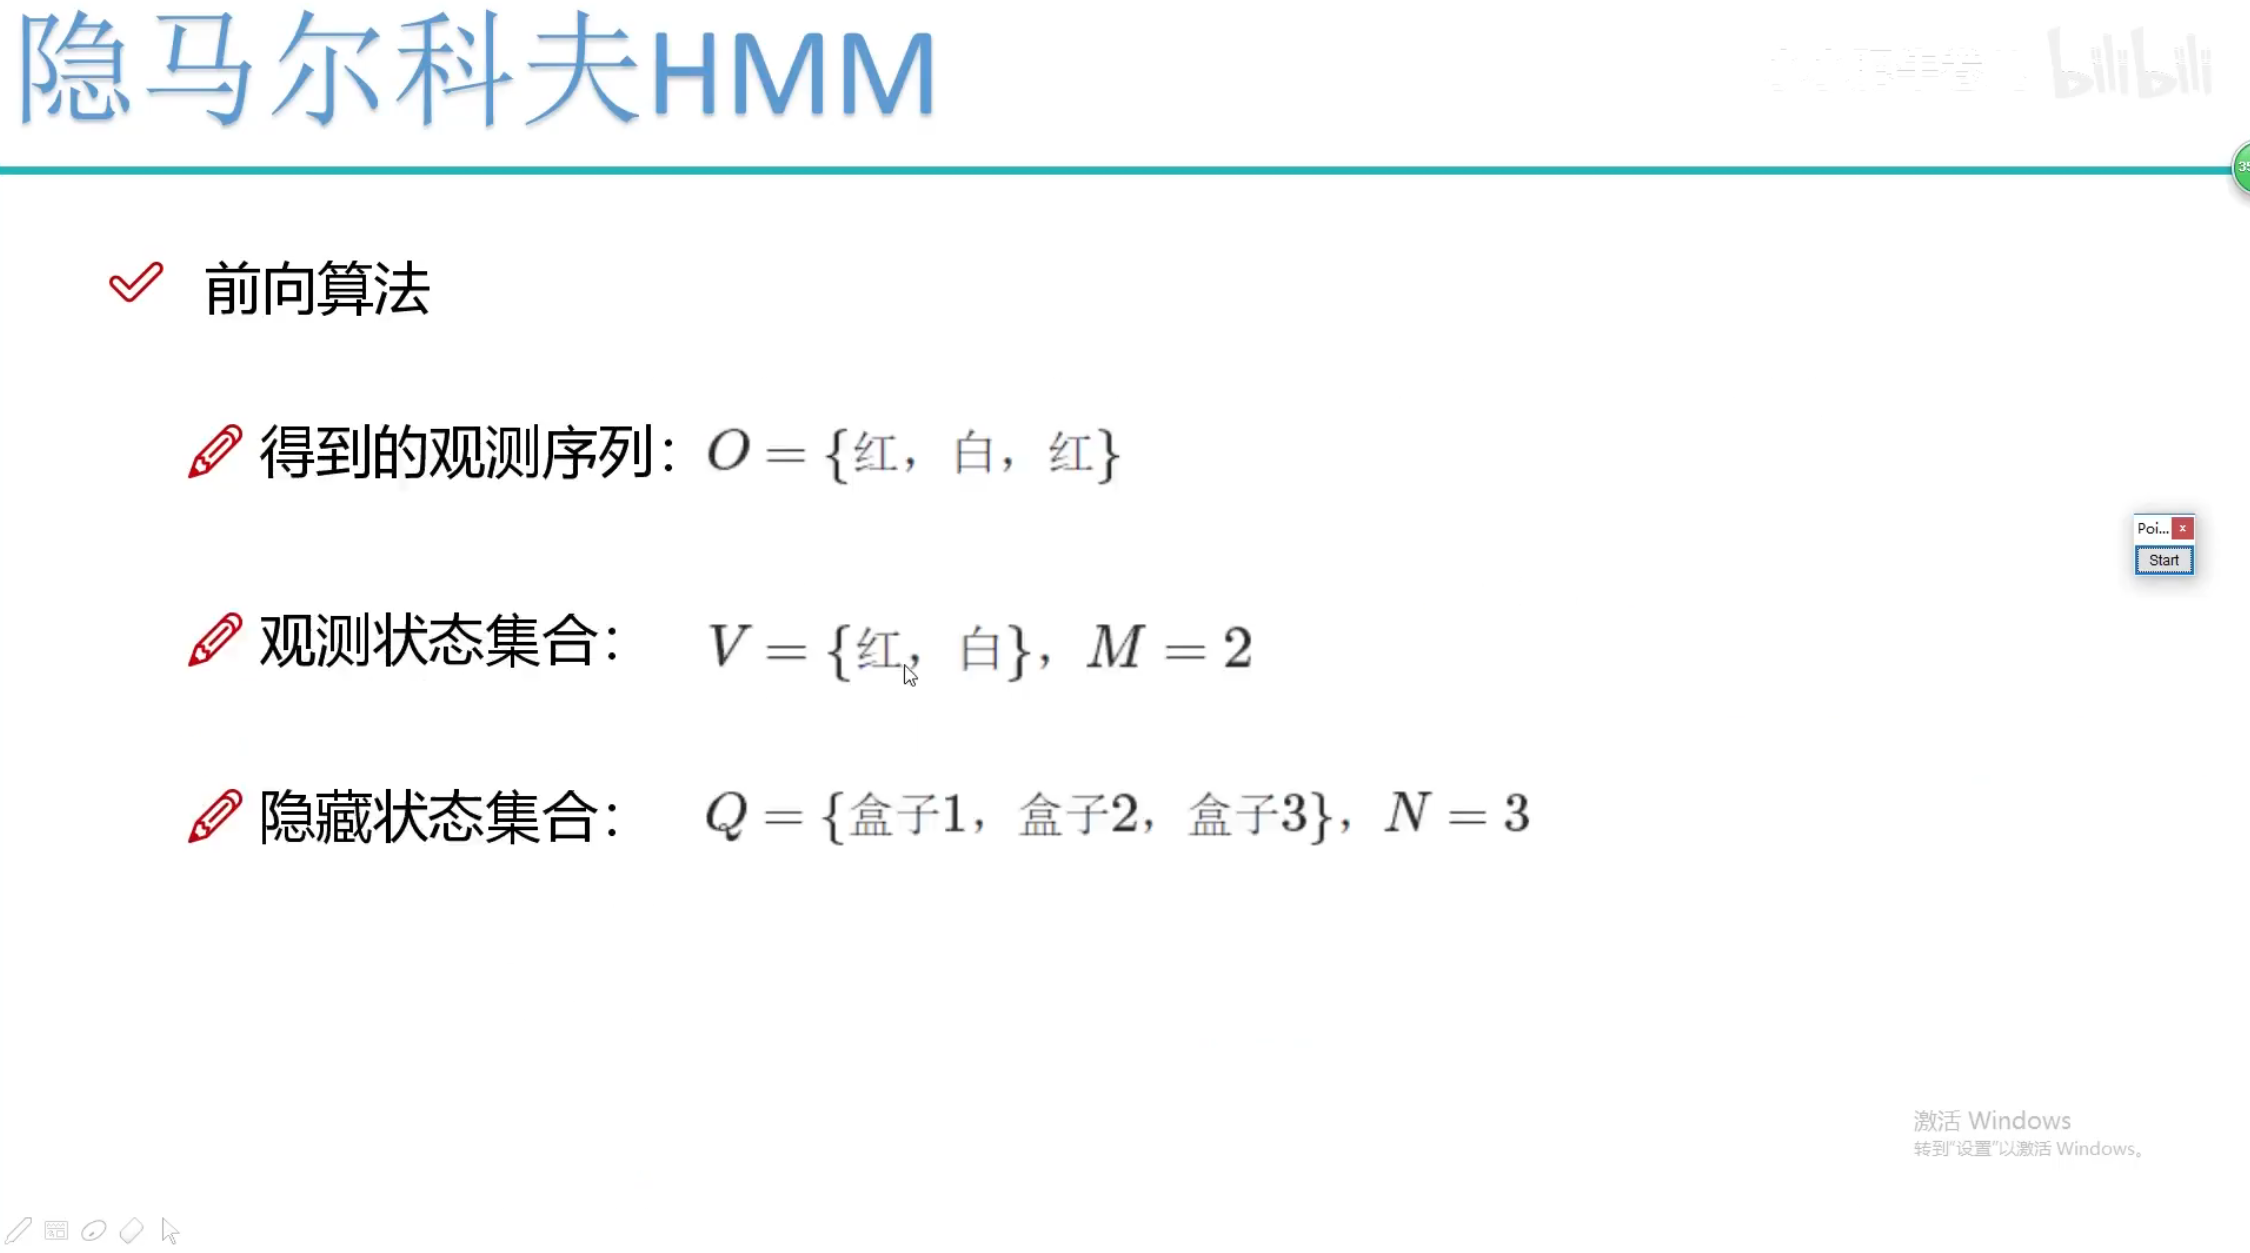 隐马尔科夫HMM
bilibili
35
前向算法
得到的观测序列：O = {红，白，红}
Poi... x
Start
观测状态集合：V = {红，白}，M = 2
隐藏状态集合：Q = {盒子1，盒子2，盒子3}，N = 3
激活 Windows
转到“设置”以激活 Windows。